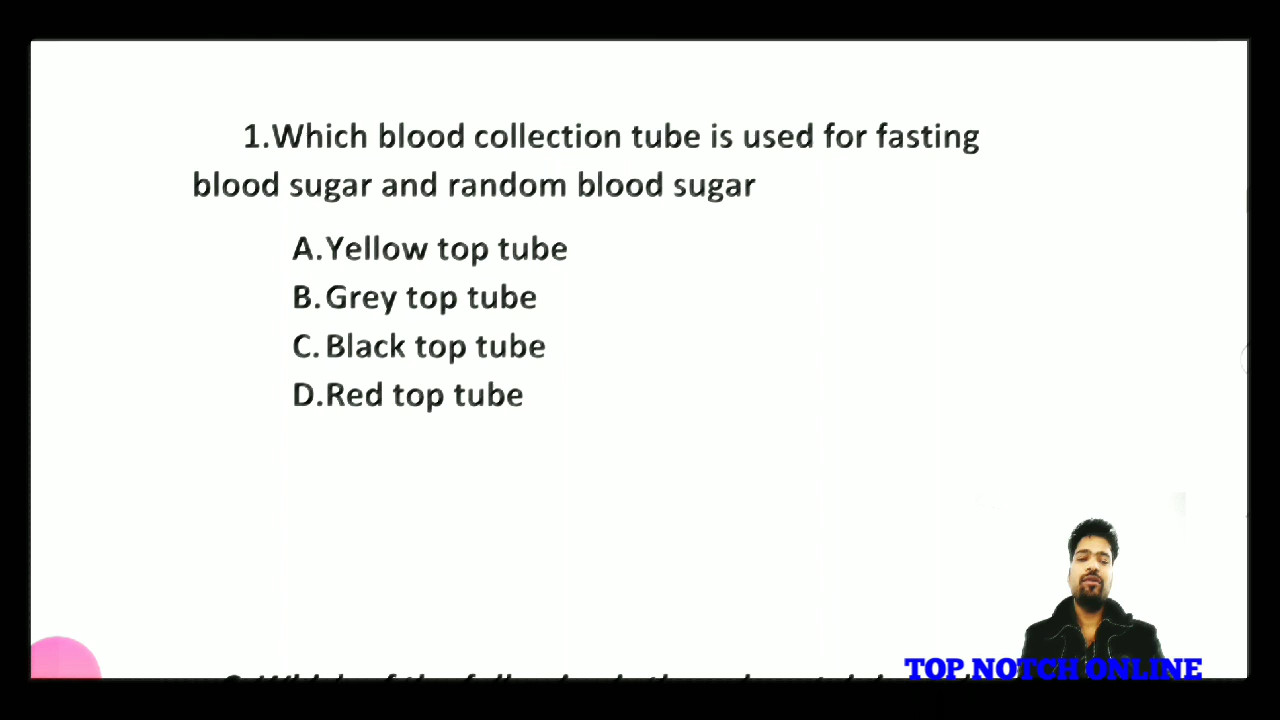 1.Which blood collection tube is used for fasting
blood sugar and random blood sugar
A.Yellow top tube
B.Grey top tube
C.Black top tube
D.Red top tube
TOP NOTCH ONLINE